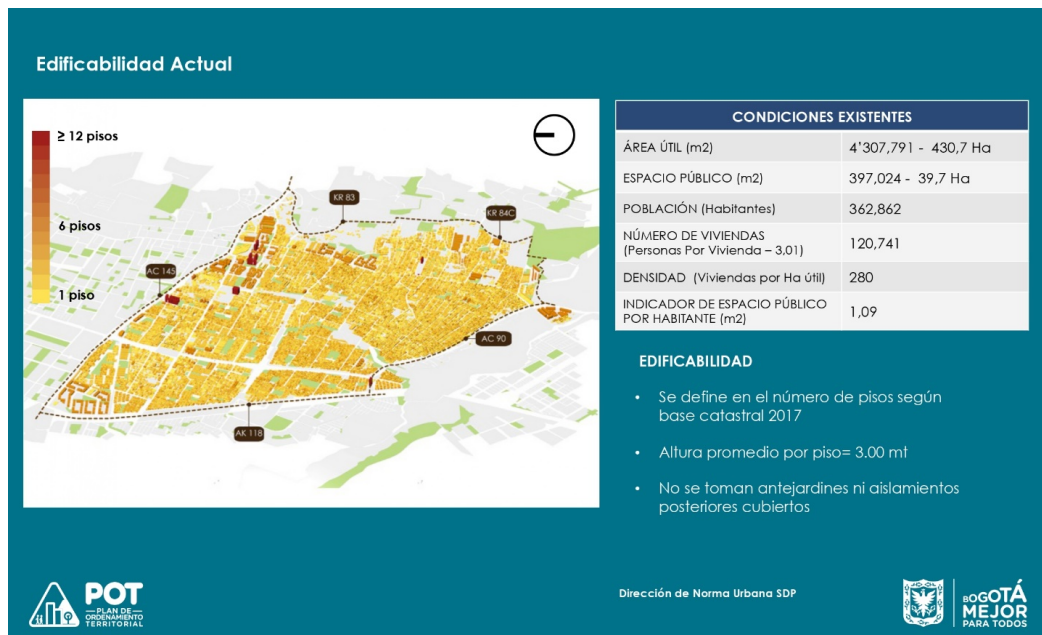 Edificabilidad Actual
≥ 12 pisos
6 pisos
1 piso
KR 83
KR 84C
AC 145
AC 90
AK 118
CONDICIONES EXISTENTES
ÁREA ÚTIL (m2) 4'307,791 - 430,7 Ha
ESPACIO PÚBLICO (m2) 397,024 - 39,7 Ha
POBLACIÓN (Habitantes) 362,862
NÚMERO DE VIVIENDAS
(Personas Por Vivienda – 3,01) 120,741
DENSIDAD (Viviendas por Ha útil) 280
INDICADOR DE ESPACIO PÚBLICO
POR HABITANTE (m2) 1,09
EDIFICABILIDAD
• Se define en el número de pisos según
base catastral 2017
• Altura promedio por piso= 3.00 mt
• No se toman antejardines ni aislamientos
posteriores cubiertos
POT
PLAN DE
ORDENAMIENTO
TERRITORIAL
Dirección de Norma Urbana SDP
BOGOTÁ
MEJOR
PARA TODOS